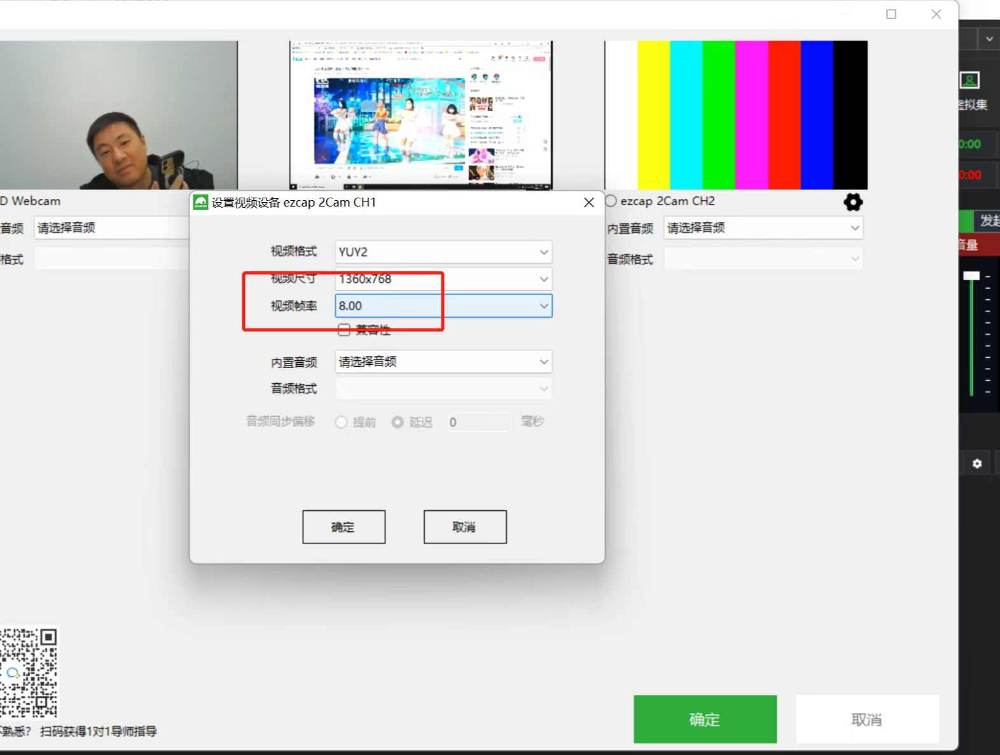 D Webcam
音频
请选择音频
格式
设置视频设备 ezcap 2Cam CH1
视频格式
YUY2
视频尺寸
1360x768
视频帧率
8.00
兼容性
内置音频
请选择音频
音频格式
音频同步偏移
提前
延迟
0
毫秒
确定
取消
ezcap 2Cam CH2
内置音频
请选择音频
音频格式
拟集
0:00
0:00
发起
音量
熟悉? 扫码获得1对1导师指导
确定
取消